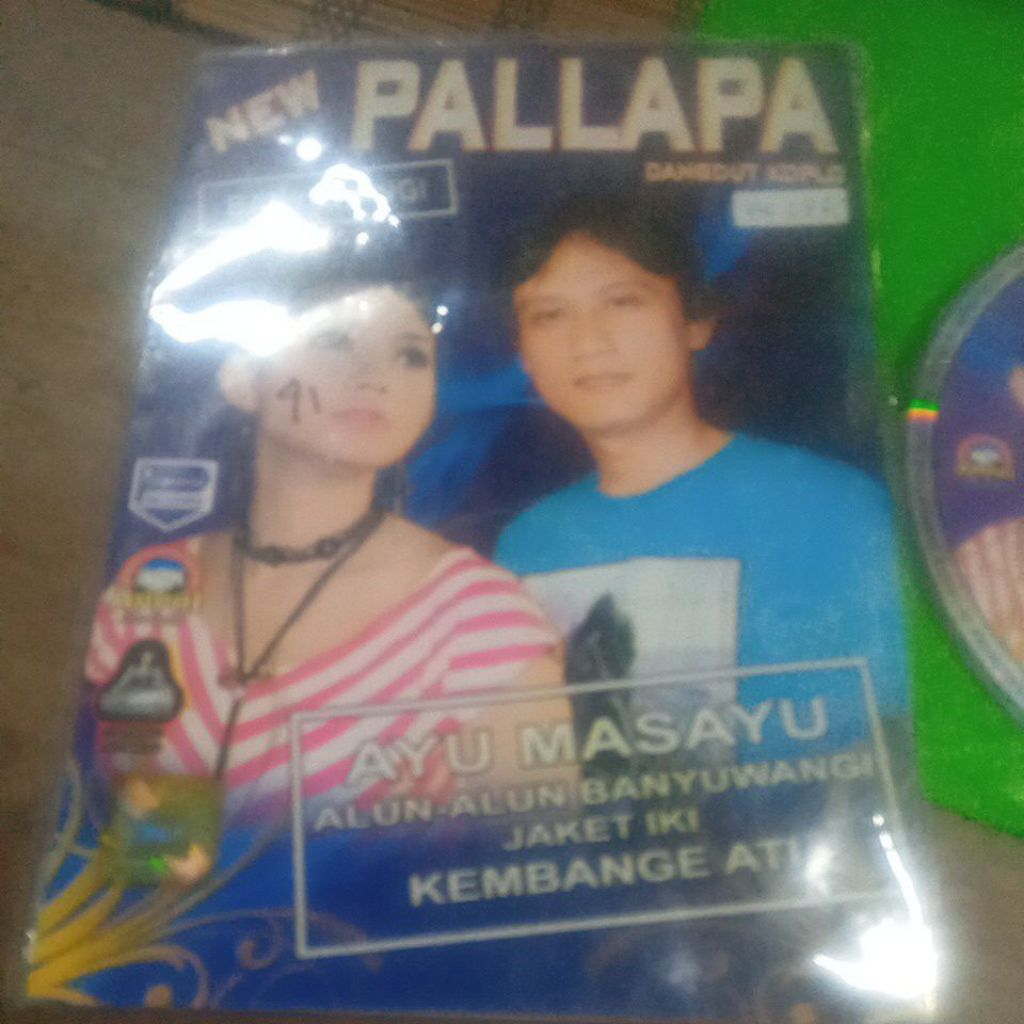 NEW PALLAPA
DANGDUT KOPLO
AYU MASAYU
ALUN-ALUN BANYUWANGI
JAKET IKI
KEMBANGE ATI